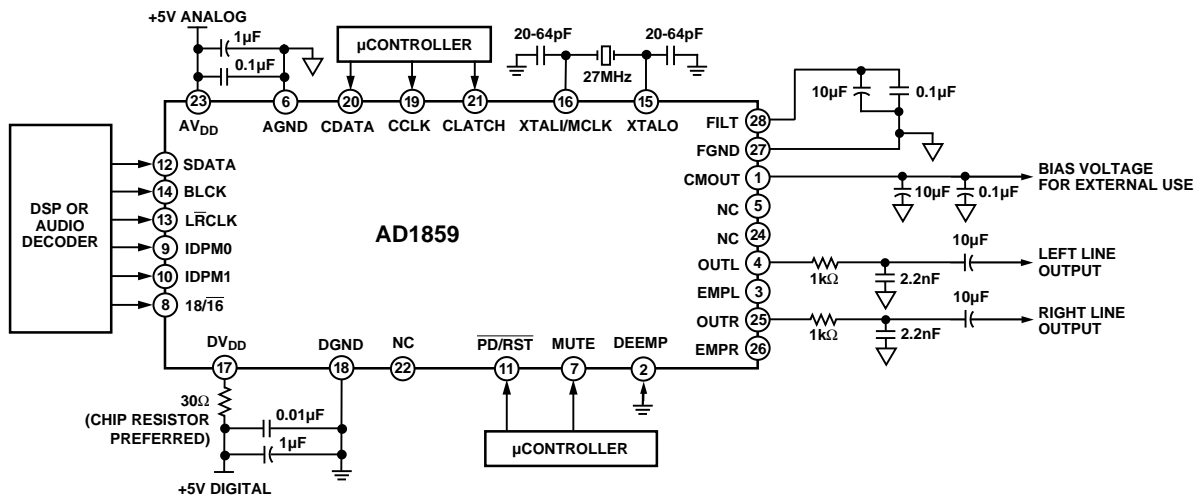 +5V ANALOG
1µF
0.1µF
µCONTROLLER
20-64pF
20-64pF
27MHz
10µF
0.1µF
23
6
20
19
21
16
15
AVDD
AGND
CDATA
CCLK
CLATCH
XTALI/MCLK
XTALO
FILT
28
FGND
27
CMOUT
1
BIAS VOLTAGE
FOR EXTERNAL USE
10µF
0.1µF
NC
5
NC
24
DSP OR
AUDIO
DECODER
12
SDATA
14
BLCK
13
LRCLK
9
IDPM0
10
IDPM1
8
18/16
AD1859
OUTL
4
1kΩ
2.2nF
10µF
LEFT LINE
OUTPUT
EMPL
3
OUTR
25
1kΩ
2.2nF
10µF
RIGHT LINE
OUTPUT
EMPR
26
DVDD
DGND
NC
PD/RST
MUTE
DEEMP
17
18
22
11
7
2
30Ω
(CHIP RESISTOR
PREFERRED)
0.01µF
1µF
+5V DIGITAL
µCONTROLLER